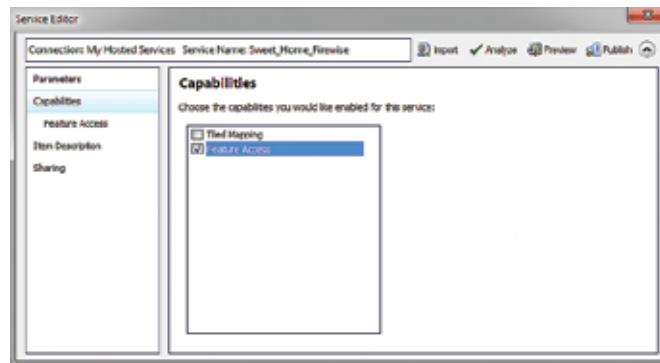 Service Editor
Connection: My Hosted Services Service Name: Sweet_Home_Firewise
Import Analyze Preview Publish
Parameters
Capabilities
Feature Access
Item Description
Sharing
Capabilities
Choose the capabilities you would like enabled for this service:
Tiled Mapping
Feature Access